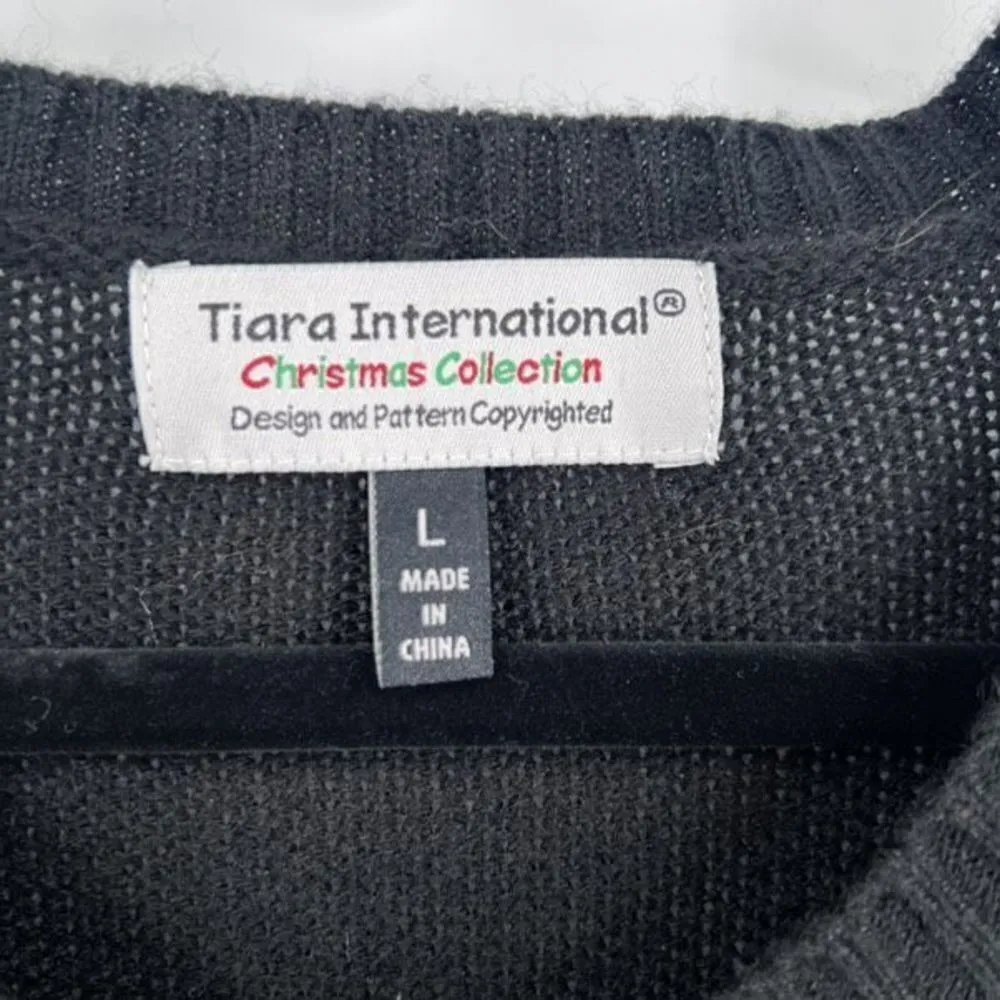 Tiara International®
Christmas Collection
Design and Pattern Copyrighted
L
MADE
IN
CHINA